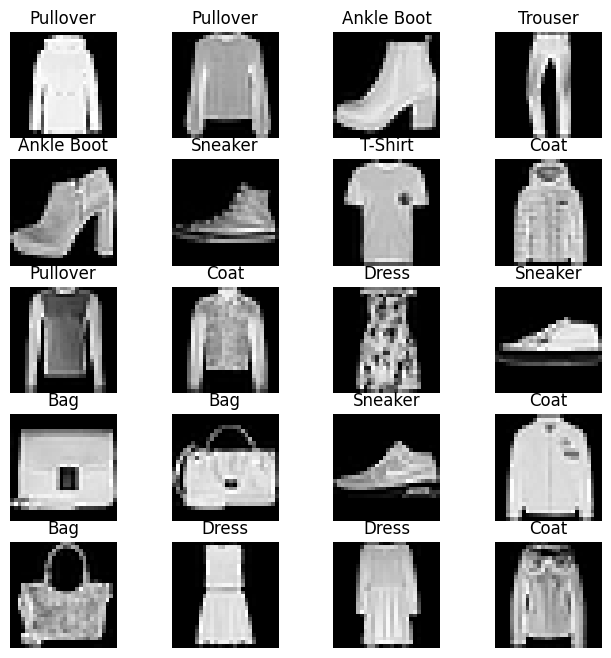 Pullover Pullover Ankle Boot Trouser
Ankle Boot Sneaker T-Shirt Coat
Pullover Coat Dress Sneaker
Bag Bag Sneaker Coat
Bag Dress Dress Coat